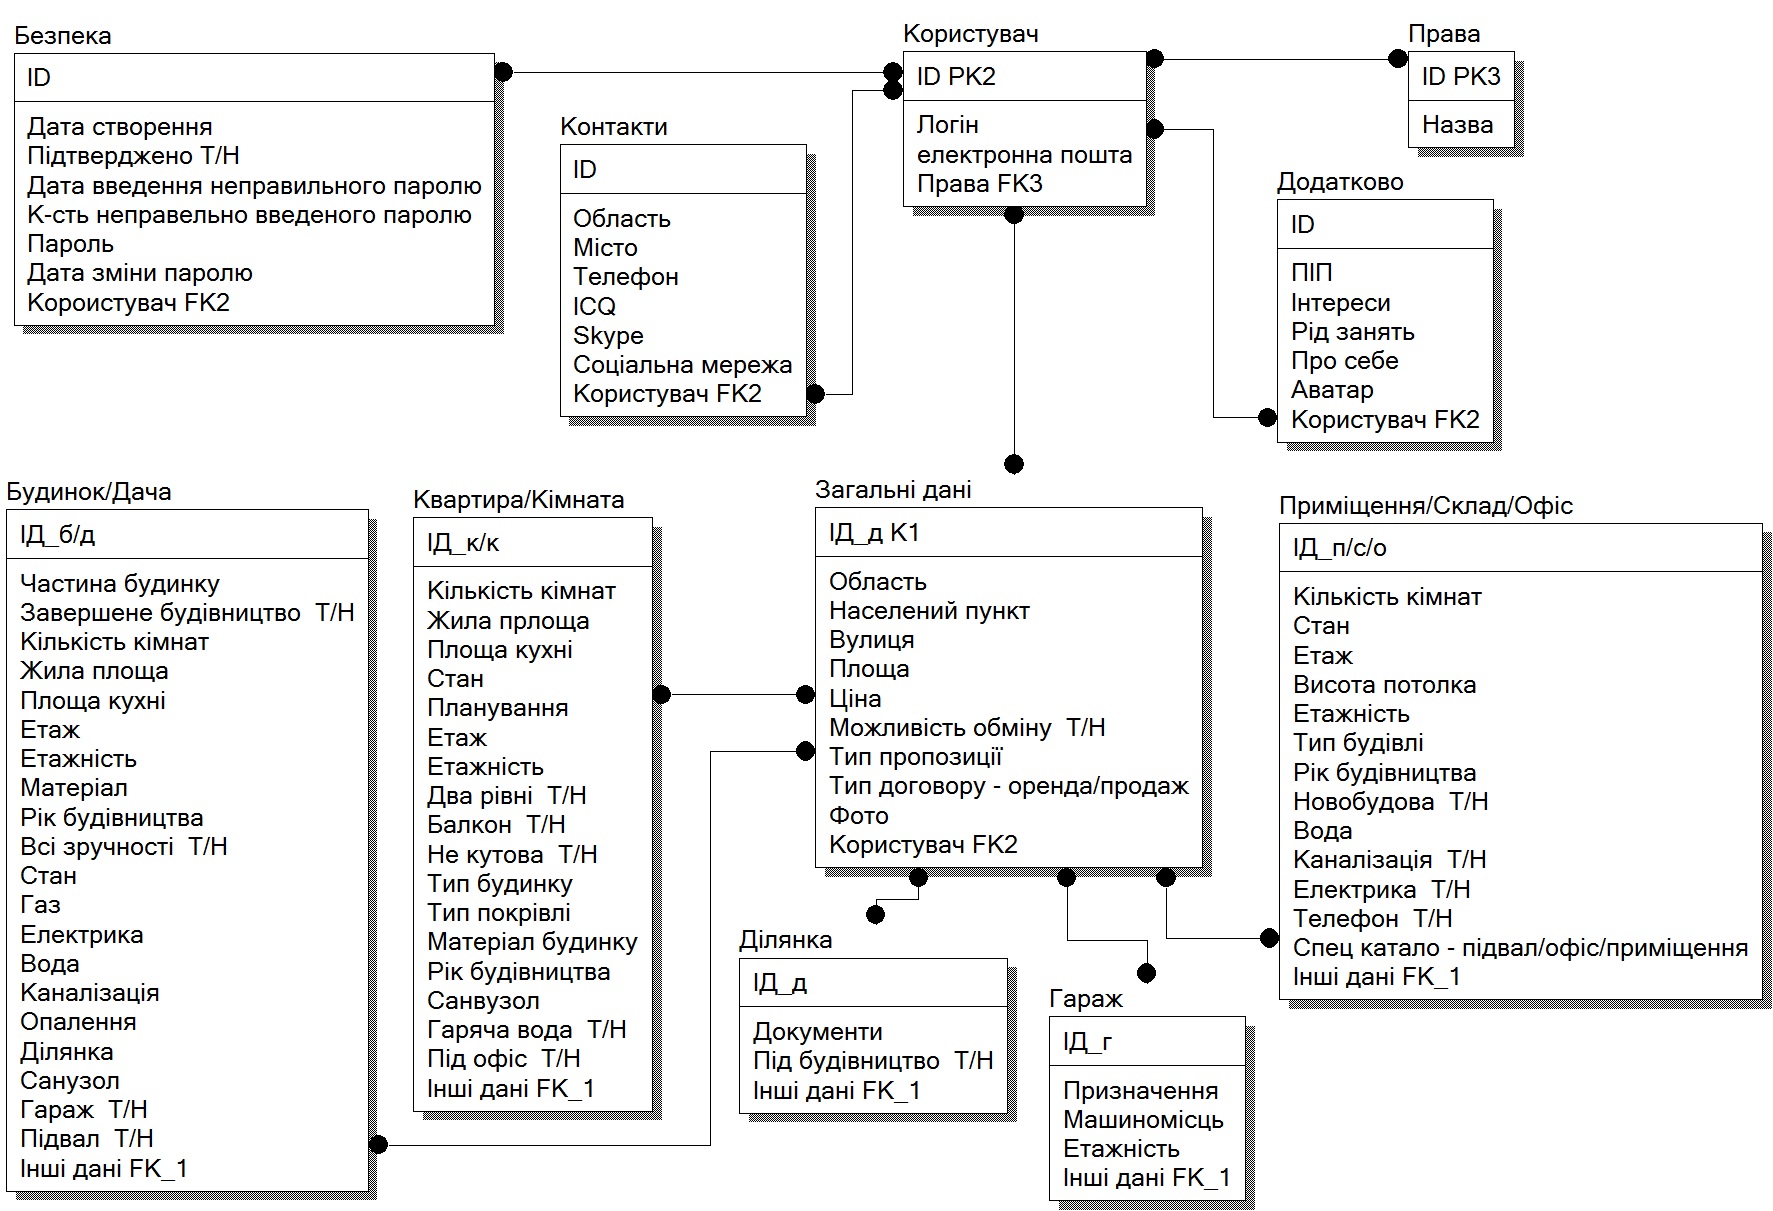 Безпека
ID
Дата створення
Підтверджено Т/Н
Дата введення неправильного паролю
К-сть неправельно введеного паролю
Пароль
Дата зміни паролю
Короистувач FK2
Контакти
ID
Область
Місто
Телефон
ICQ
Skype
Соціальна мережа
Користувач FK2
Користувач
ID PK2
Логін
електронна пошта
Права FK3
Права
ID PK3
Назва
Додатково
ID
ПІП
Інтереси
Рід занять
Про себе
Аватар
Користувач FK2
Будинок/Дача
ІД_б/д
Частина будинку
Завершене будівництво Т/Н
Кількість кімнат
Жила площа
Площа кухні
Етаж
Етажність
Матеріал
Рік будівництва
Всі зручності Т/Н
Стан
Газ
Електрика
Вода
Каналізація
Опалення
Ділянка
Санузол
Гараж Т/Н
Підвал Т/Н
Інші дані FK_1
Квартира/Кімната
ІД_к/к
Кількість кімнат
Жила прлоща
Площа кухні
Стан
Планування
Етаж
Етажність
Два рівні Т/Н
Балкон Т/Н
Не кутова Т/Н
Тип будинку
Тип покрівлі
Матеріал будинку
Рік будівництва
Санвузол
Гаряча вода Т/Н
Під офіс Т/Н
Інші дані FK_1
Загальні дані
ІД_д К1
Область
Населений пункт
Вулиця
Площа
Ціна
Можливість обміну Т/Н
Тип пропозиції
Тип договору - оренда/продаж
Фото
Користувач FK2
Ділянка
ІД_д
Документи
Під будівництво Т/Н
Інші дані FK_1
Гараж
ІД_г
Призначення
Машиномісць
Етажність
Інші дані FK_1
Приміщення/Склад/Офіс
ІД_п/с/о
Кількість кімнат
Стан
Етаж
Висота потолка
Етажність
Тип будівлі
Рік будівництва
Новобудова Т/Н
Вода
Каналізація Т/Н
Електрика Т/Н
Телефон Т/Н
Спец катало - підвал/офіс/приміщення
Інші дані FK_1